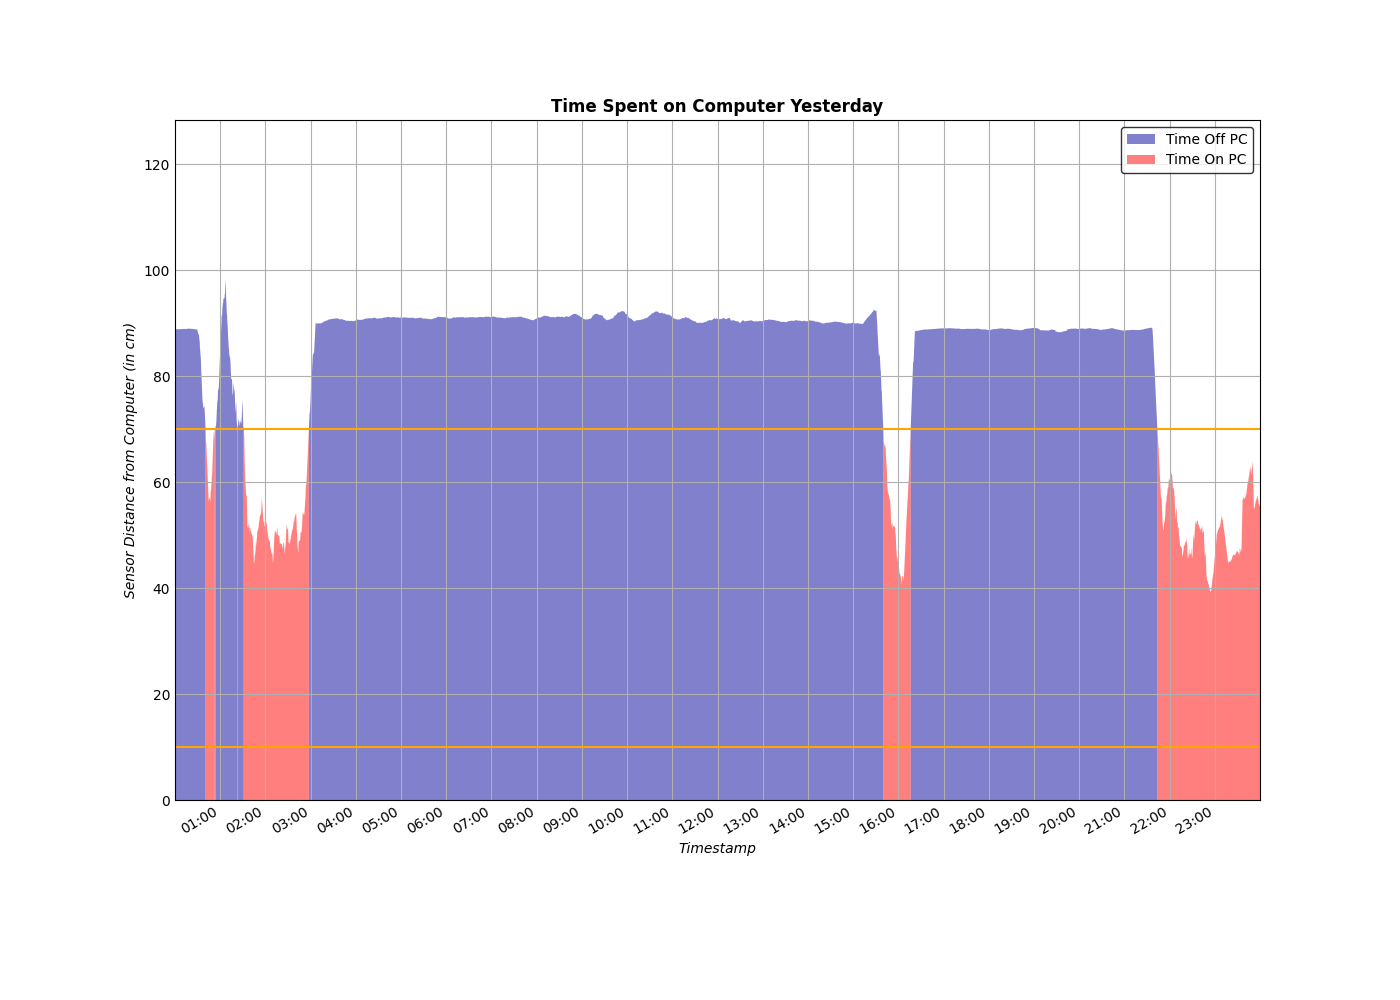 Time Spent on Computer Yesterday
Time Off PC
Time On PC
120
100
80
60
40
20
0
Sensor Distance from Computer (in cm)
01:00 02:00 03:00 04:00 05:00 06:00 07:00 08:00 09:00 10:00 11:00 12:00 13:00 14:00 15:00 16:00 17:00 18:00 19:00 20:00 21:00 22:00 23:00
Timestamp